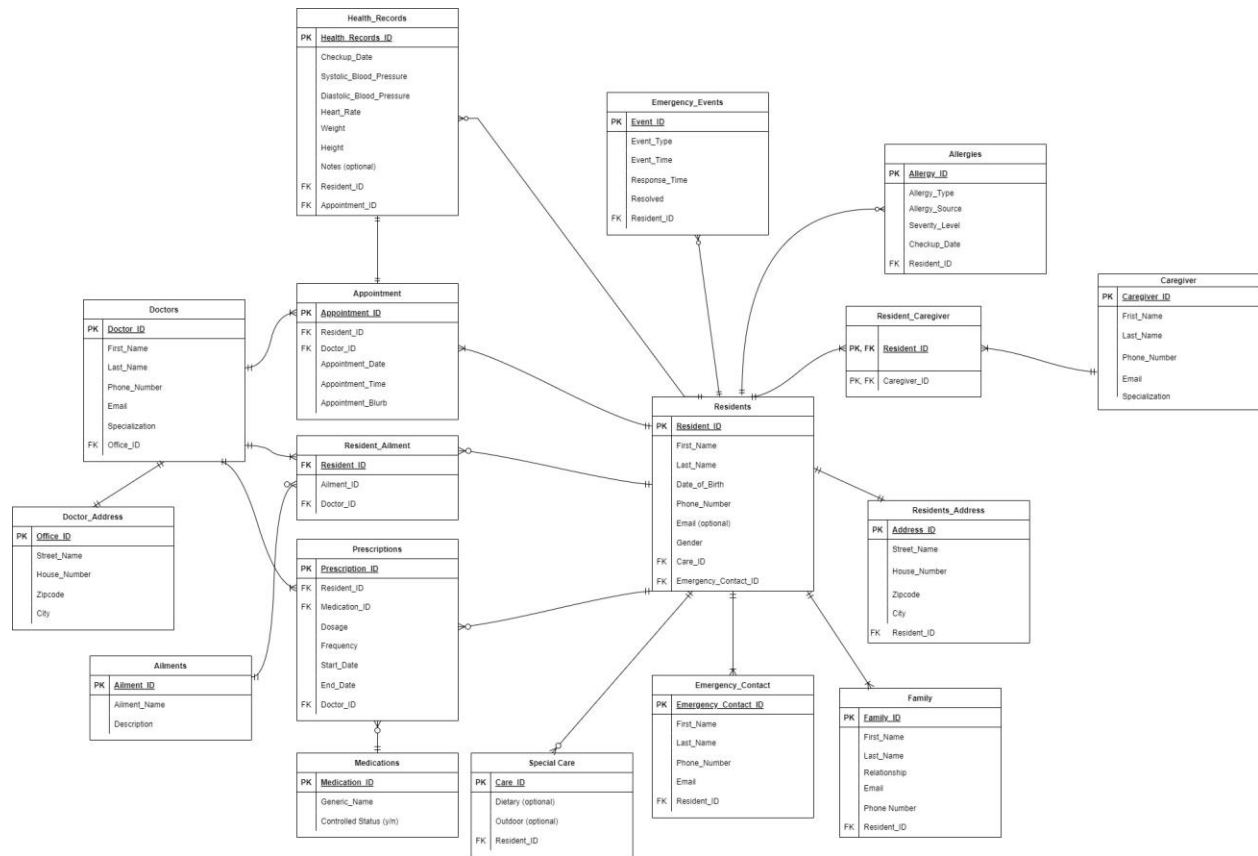 Health_Records
PK Health_Records_ID
Checkup_Date
Systolic_Blood_Pressure
Diastolic_Blood_Pressure
Heart_Rate
Weight
Height
Notes (optional)
FK Resident_ID
FK Appointment_ID
Emergency_Events
PK Event_ID
Event_Type
Event_Time
Response_Time
Resolved
FK Resident_ID
Allergies
PK Allergy_ID
Allergy_Type
Allergy_Source
Severity_Level
Checkup_Date
FK Resident_ID
Caregiver
PK Caregiver_ID
Frist_Name
Last_Name
Phone_Number
Email
Specialization
Resident_Caregiver
PK, FK Resident_ID
PK, FK Caregiver_ID
Doctors
PK Doctor_ID
First_Name
Last_Name
Phone_Number
Email
Specialization
FK Office_ID
Appointment
PK Appointment_ID
FK Resident_ID
FK Doctor_ID
Appointment_Date
Appointment_Time
Appointment_Blurb
Residents
PK Resident_ID
First_Name
Last_Name
Date_of_Birth
Phone_Number
Email (optional)
Gender
FK Care_ID
FK Emergency_Contact_ID
Resident_Ailment
FK Resident_ID
Ailment_ID
FK Doctor_ID
Doctor_Address
PK Office_ID
Street_Name
House_Number
Zipcode
City
Residents_Address
PK Address_ID
Street_Name
House_Number
Zipcode
City
FK Resident_ID
Prescriptions
PK Prescription_ID
FK Resident_ID
FK Medication_ID
Dosage
Frequency
Start_Date
End_Date
FK Doctor_ID
Ailments
PK Ailment_ID
Ailment_Name
Description
Medications
PK Medication_ID
Generic_Name
Controlled Status (y/n)
Special Care
PK Care_ID
Dietary (optional)
Outdoor (optional)
FK Resident_ID
Emergency_Contact
PK Emergency_Contact_ID
First_Name
Last_Name
Phone_Number
Email
FK Resident_ID
Family
PK Family_ID
First_Name
Last_Name
Relationship
Email
Phone Number
FK Resident_ID